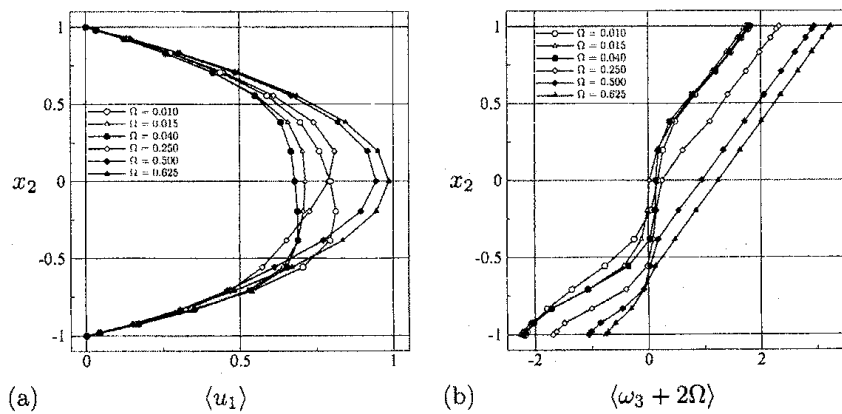 1
0.5
x₂
0
-0.5
-1
Ω = 0.010
Ω = 0.015
Ω = 0.040
Ω = 0.250
Ω = 0.500
Ω = 0.625
0
0.5
1
(a)
⟨u₁⟩
1
0.5
x₂
0
-0.5
-1
Ω = 0.010
Ω = 0.015
Ω = 0.040
Ω = 0.250
Ω = 0.500
Ω = 0.625
-2
0
2
(b)
⟨ω₃ + 2Ω⟩